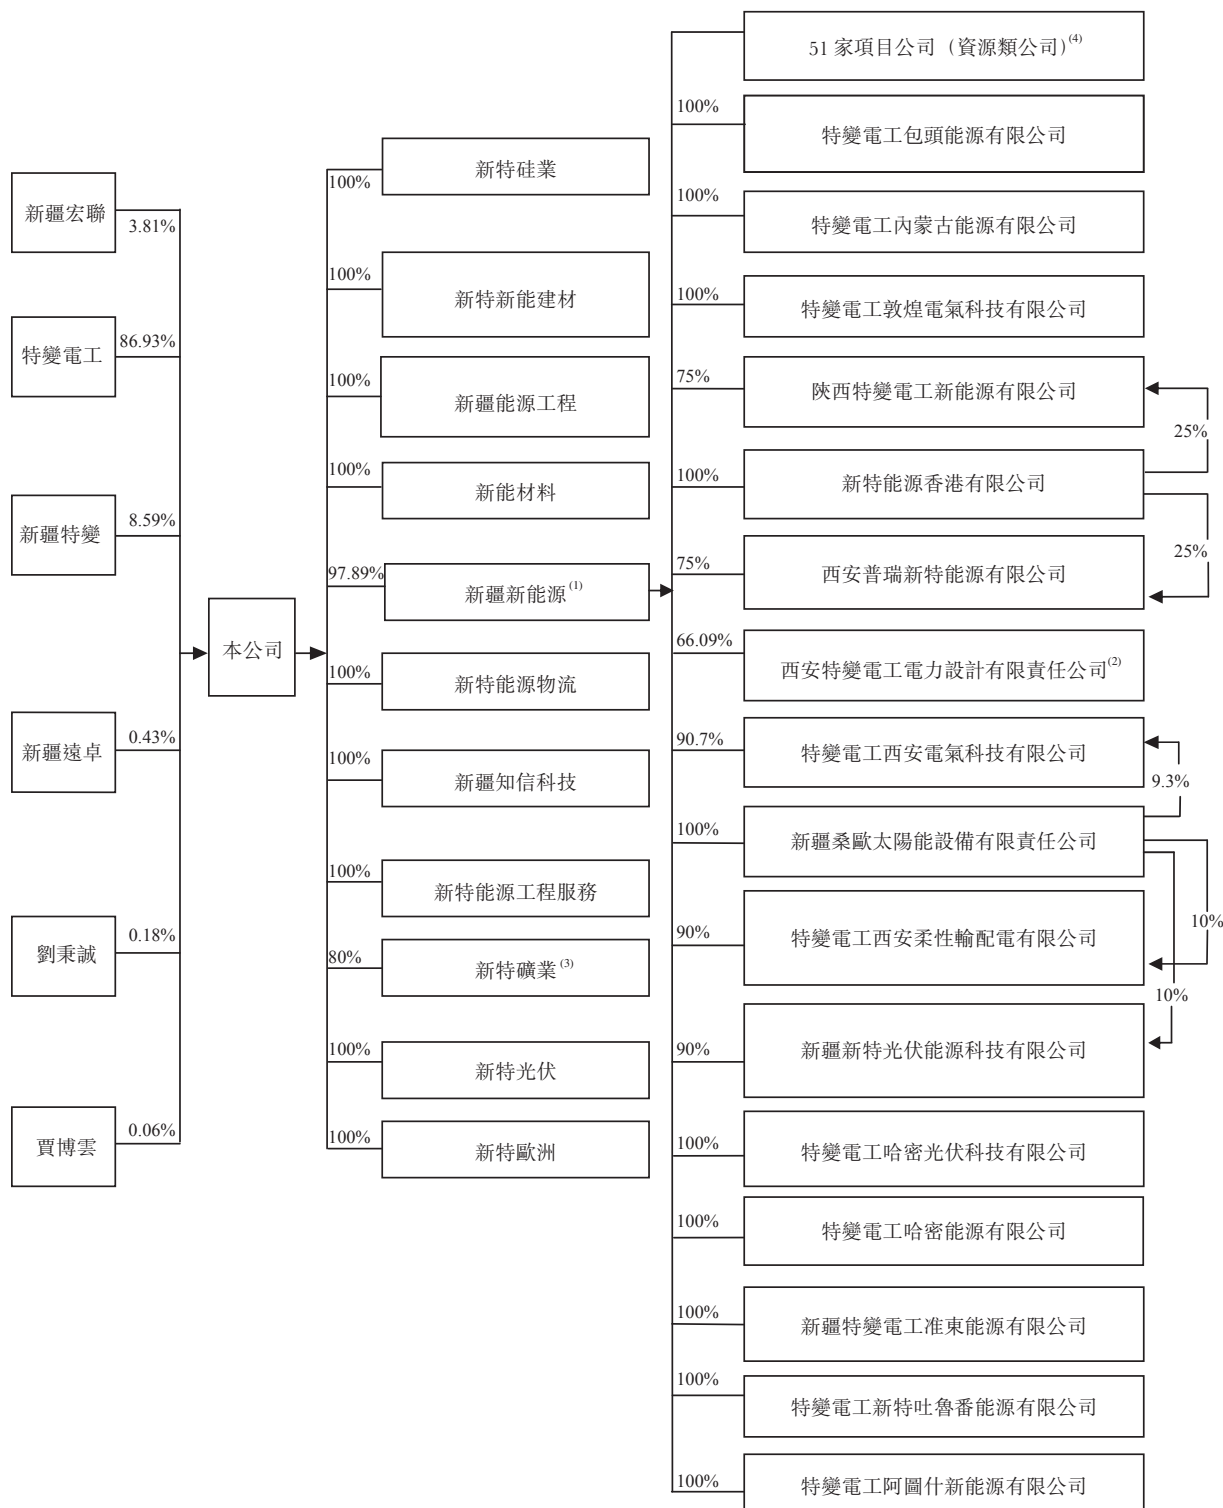 新疆宏聯
3.81%
特變電工
86.93%
新疆特變
8.59%
新疆遠卓
0.43%
劉秉誠
0.18%
賈博雲
0.06%
本公司
100%
新特硅業
100%
新特新能建材
100%
新疆能源工程
100%
新能材料
97.89%
新疆新能源(1)
100%
新特能源物流
100%
新疆知信科技
100%
新特能源工程服務
80%
新特礦業(3)
100%
新特光伏
100%
新特歐洲
51 家項目公司（資源類公司）(4)
100%
特變電工包頭能源有限公司
100%
特變電工內蒙古能源有限公司
100%
特變電工敦煌電氣科技有限公司
75%
陝西特變電工新能源有限公司
25%
100%
新特能源香港有限公司
25%
75%
西安普瑞新特能源有限公司
66.09%
西安特變電工電力設計有限責任公司(2)
90.7%
特變電工西安電氣科技有限公司
9.3%
100%
新疆桑歐太陽能設備有限責任公司
10%
90%
特變電工西安柔性輸配電有限公司
10%
90%
新疆新特光伏能源科技有限公司
100%
特變電工哈密光伏科技有限公司
100%
特變電工哈密能源有限公司
100%
新疆特變電工准東能源有限公司
100%
特變電工新特吐魯番能源有限公司
100%
特變電工阿圖什新能源有限公司